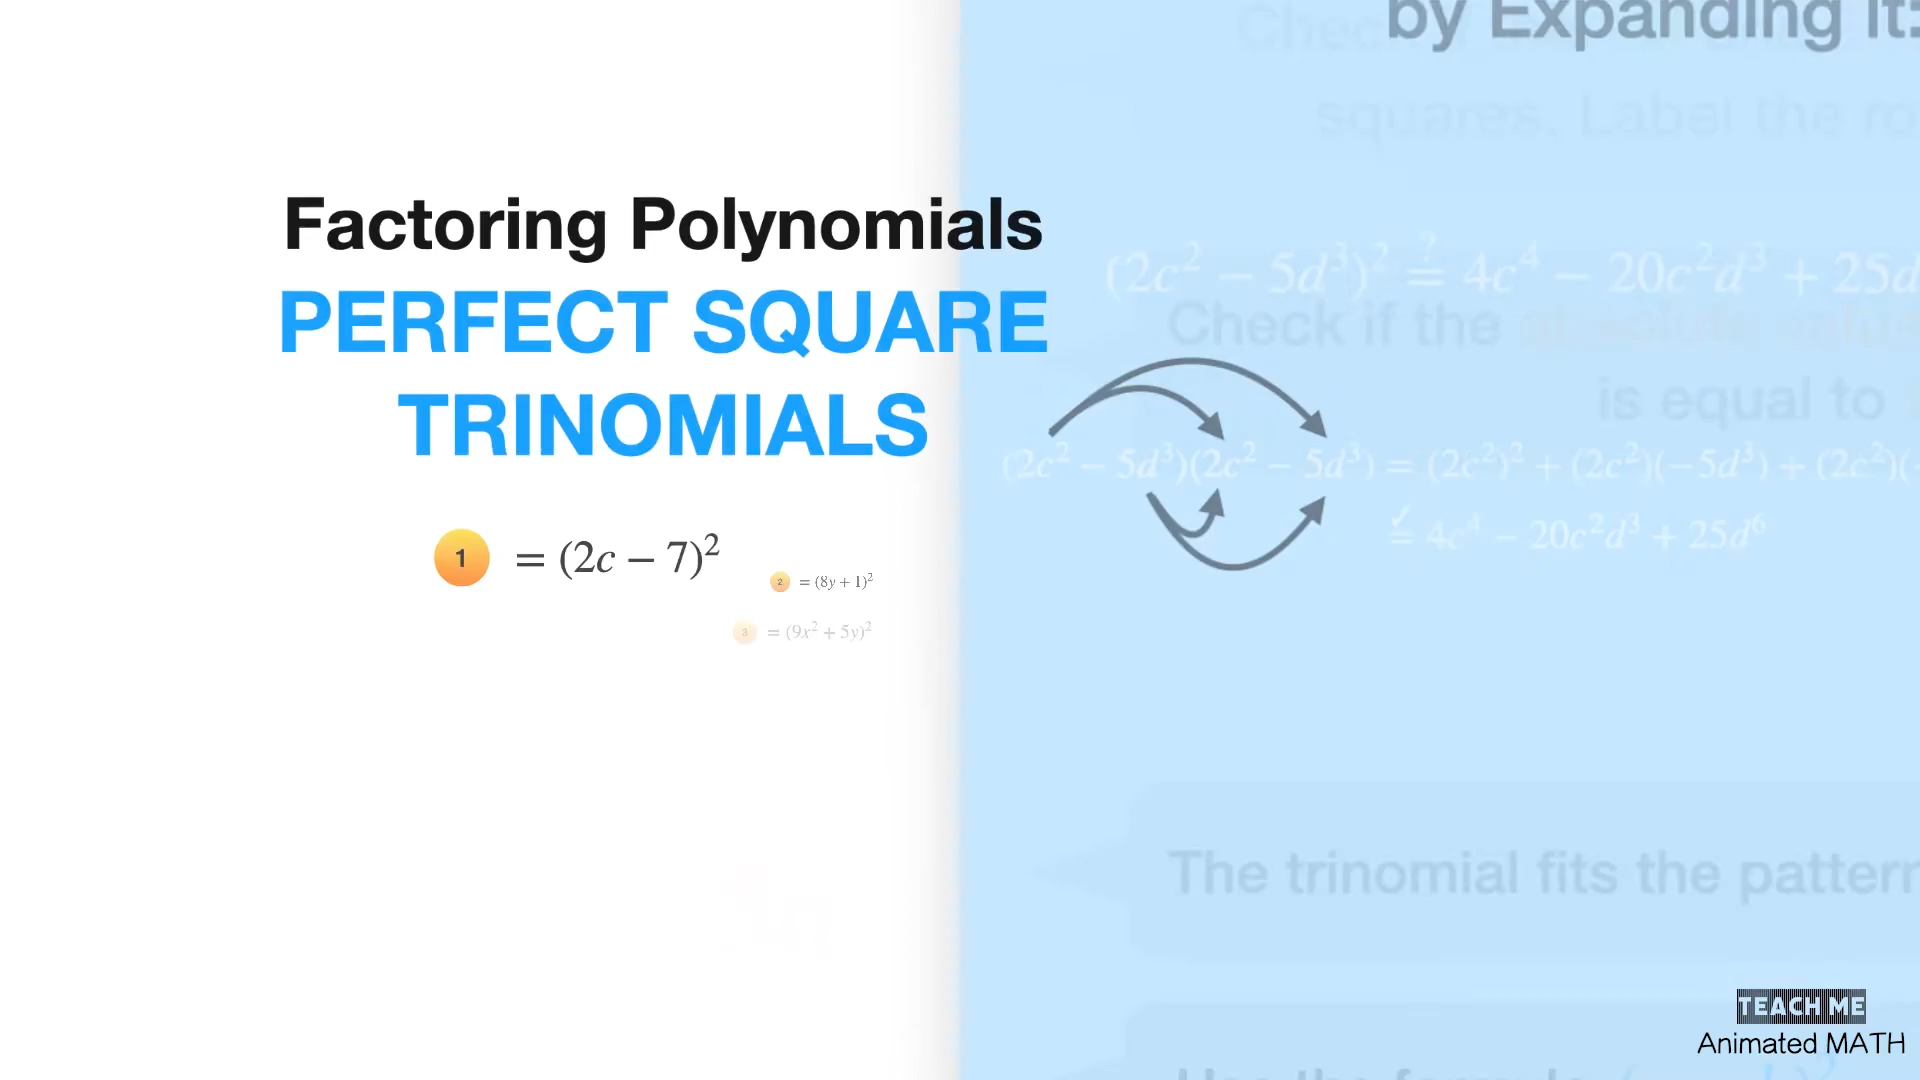 Factoring Polynomials
PERFECT SQUARE
TRINOMIALS
1 = (2c − 7)²
2 = (8y + 1)²
3 = (9x² + 5y)²
by Expanding It:
squares, Label the
(2c² − 5d³)² ≟ 4c⁴ − 20c²d³ + 25d
Check if the absolute value
is equal to
(2c² − 5d³)(2c² − 5d³) = (2c²)² + (2c²)(−5d³) + (2c²)(
= 4c⁴ − 20c²d³ + 25d⁶
The trinomial fits the pattern
TEACH ME
Animated MATH